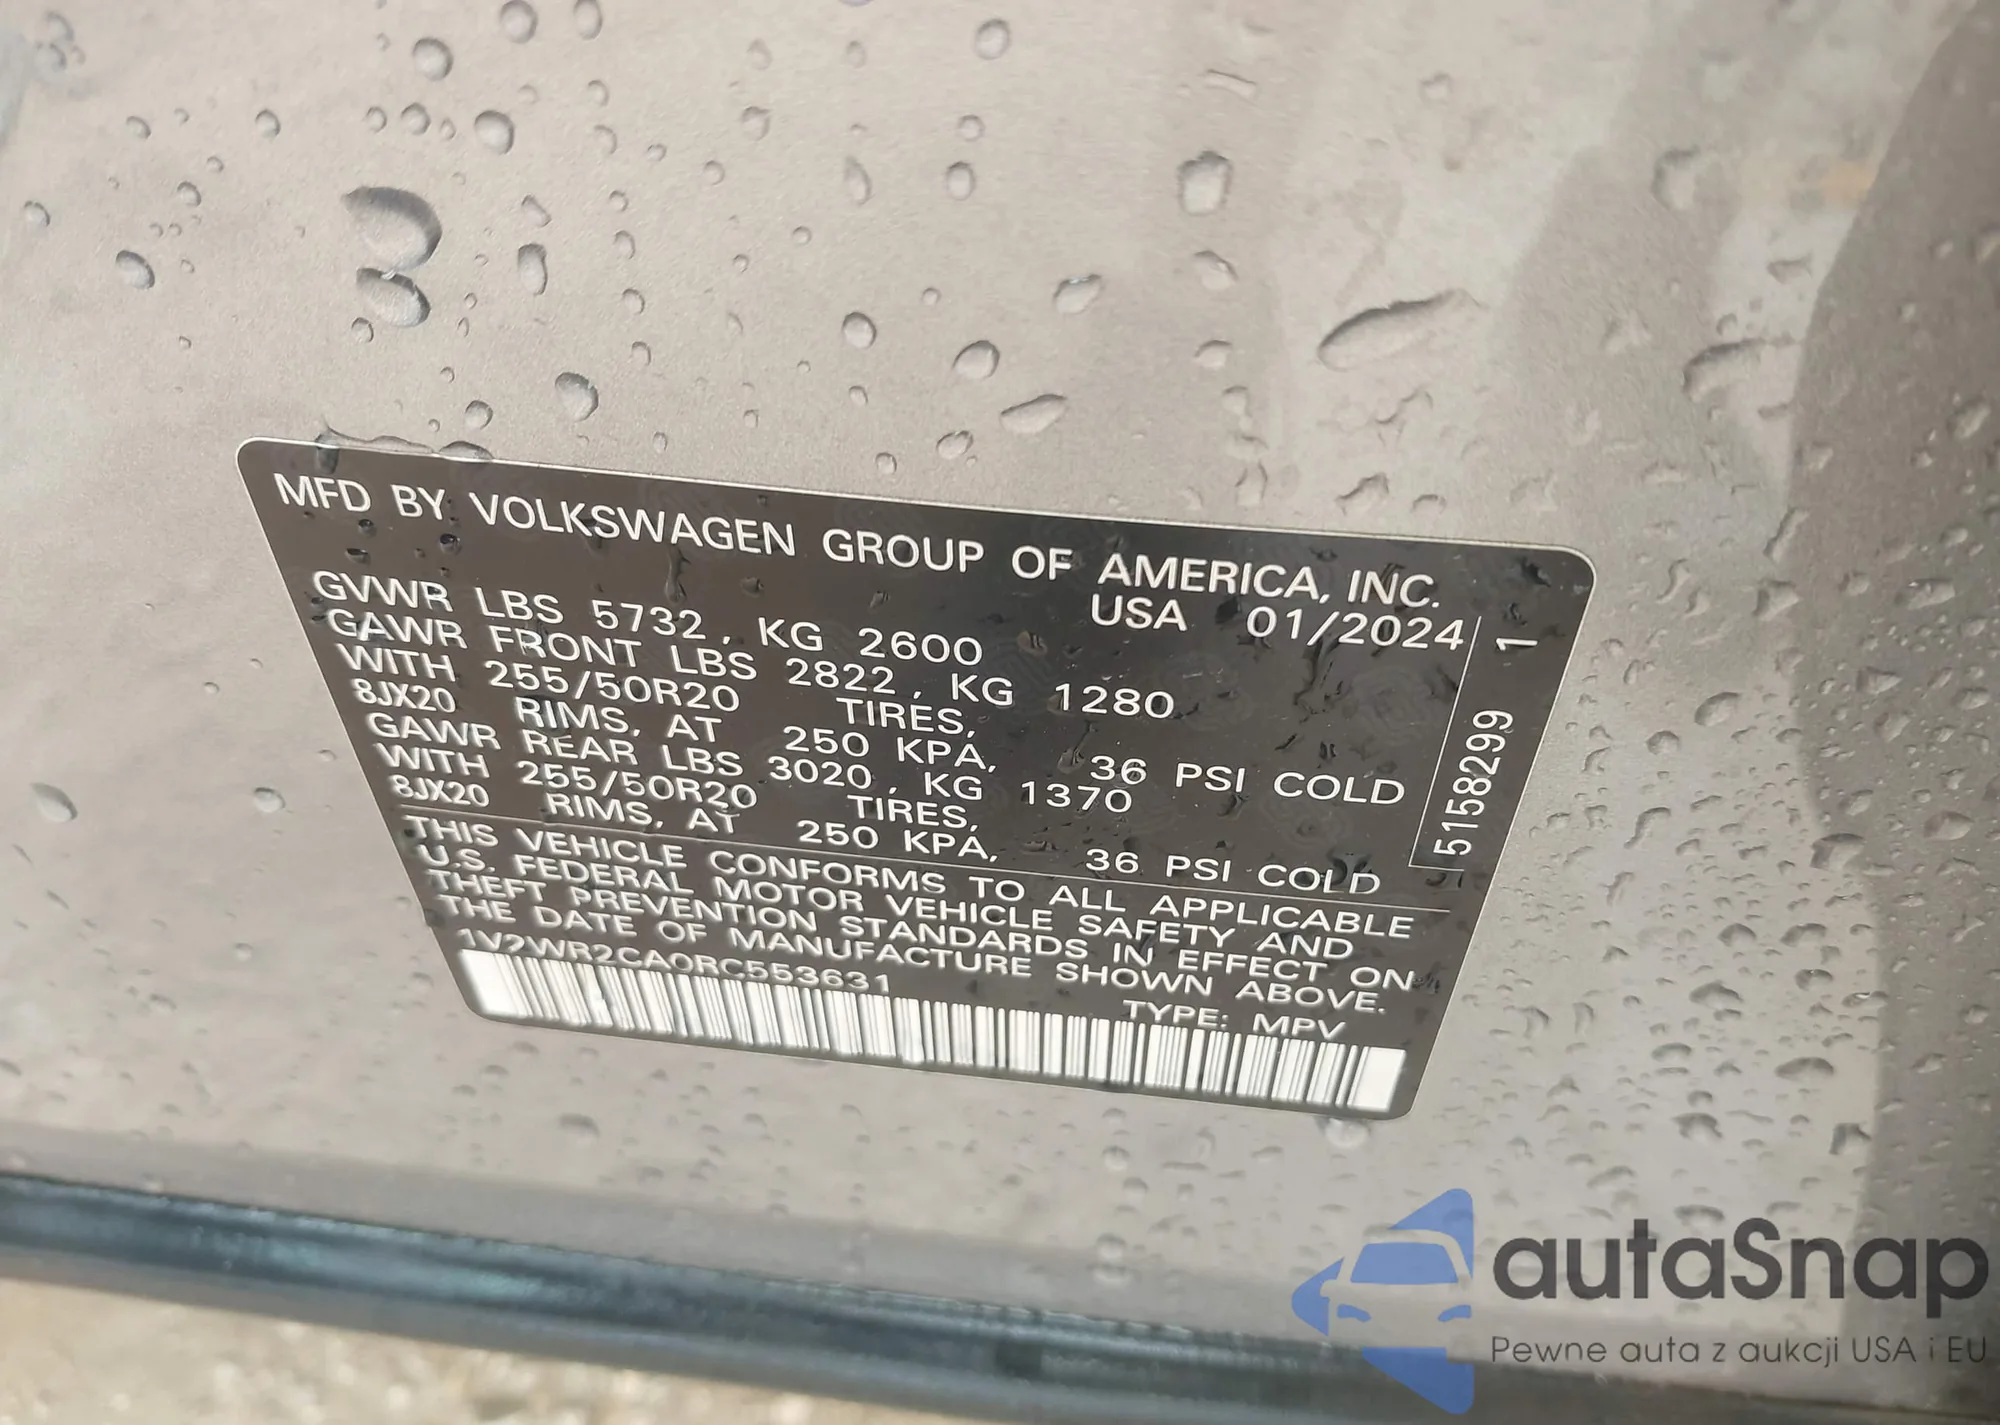 MFD BY VOLKSWAGEN GROUP OF AMERICA, INC.
USA 01/2024
GVWR LBS 5732, KG 2600
GAWR FRONT LBS 2822, KG 1280
WITH 255/50R20 TIRES,
8JX20 RIMS, AT 250 KPA, 36 PSI COLD
GAWR REAR LBS 3020, KG 1370
WITH 255/50R20 TIRES,
8JX20 RIMS, AT 250 KPA, 36 PSI COLD
5158299 1
THIS VEHICLE CONFORMS TO ALL APPLICABLE
U.S. FEDERAL MOTOR VEHICLE SAFETY AND
THEFT PREVENTION STANDARDS IN EFFECT ON
THE DATE OF MANUFACTURE SHOWN ABOVE.
1V2WR2CA0RC553631
TYPE: MPV
autaSnap
Pewne auta z aukcji USA i EU